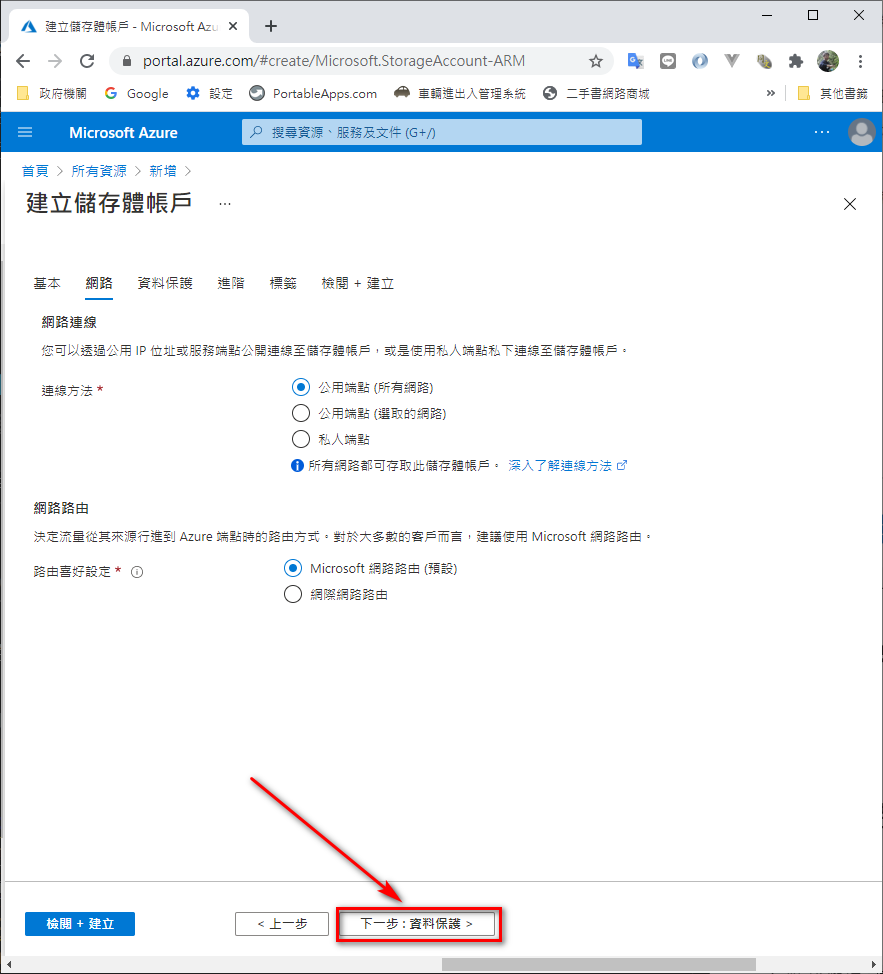 建立儲存體帳戶 - Microsoft Azu
portal.azure.com/#create/Microsoft.StorageAccount-ARM
政府機關 Google 設定 PortableApps.com 車輛進出入管理系統 二手書網路商城 » 其他書籤
Microsoft Azure 搜尋資源、服務及文件 (G+/)
首頁 > 所有資源 > 新增 >
建立儲存體帳戶 ...
基本 網路 資料保護 進階 標籤 檢閱 + 建立
網路連線
您可以透過公用 IP 位址或服務端點公開連線至儲存體帳戶，或是使用私人端點私下連線至儲存體帳戶。
連線方法 * 公用端點 (所有網路)
公用端點 (選取的網路)
私人端點
所有網路都可存取此儲存體帳戶。 深入了解連線方法
網路路由
決定流量從其來源行進到 Azure 端點時的路由方式。對於大多數的客戶而言，建議使用 Microsoft 網路路由。
路由喜好設定 * Microsoft 網路路由 (預設)
網際網路路由
檢閱 + 建立 < 上一步 下一步 : 資料保護 >